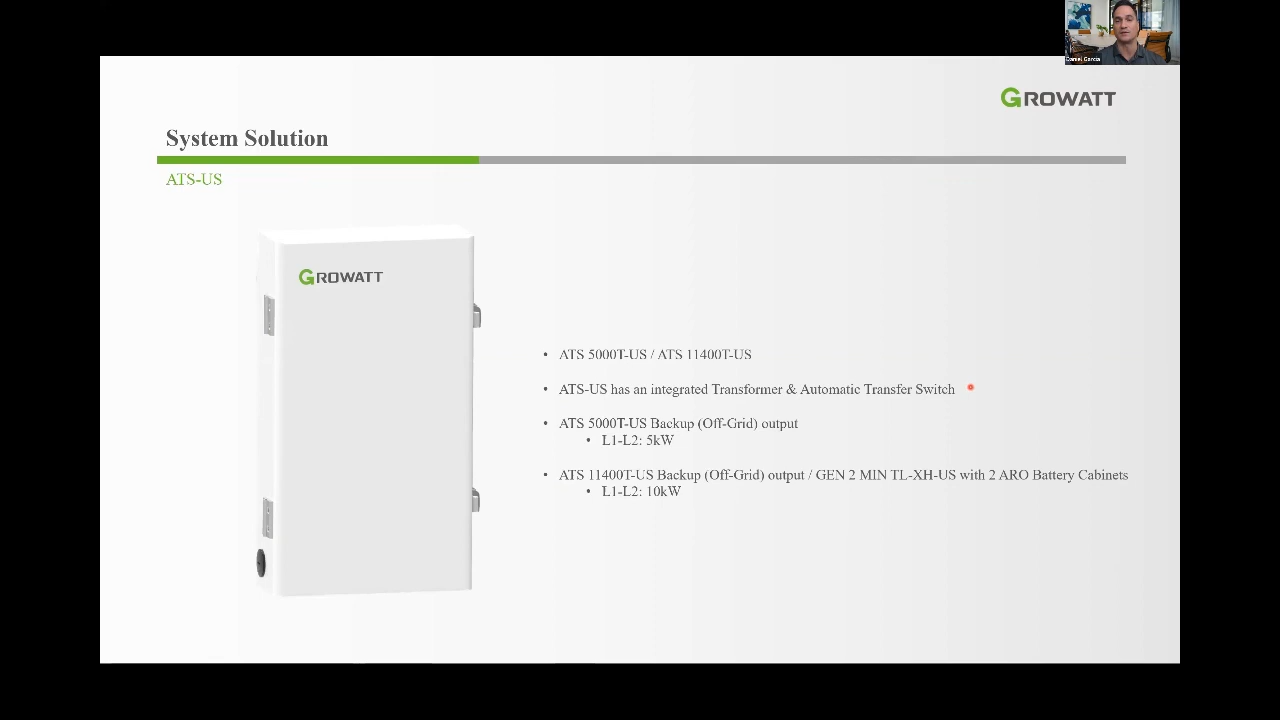 Daniel Garcia
GROWATT
System Solution
ATS-US
GROWATT
• ATS 5000T-US / ATS 11400T-US
• ATS-US has an integrated Transformer & Automatic Transfer Switch
• ATS 5000T-US Backup (Off-Grid) output
• L1-L2: 5kW
• ATS 11400T-US Backup (Off-Grid) output / GEN 2 MIN TL-XH-US with 2 ARO Battery Cabinets
• L1-L2: 10kW